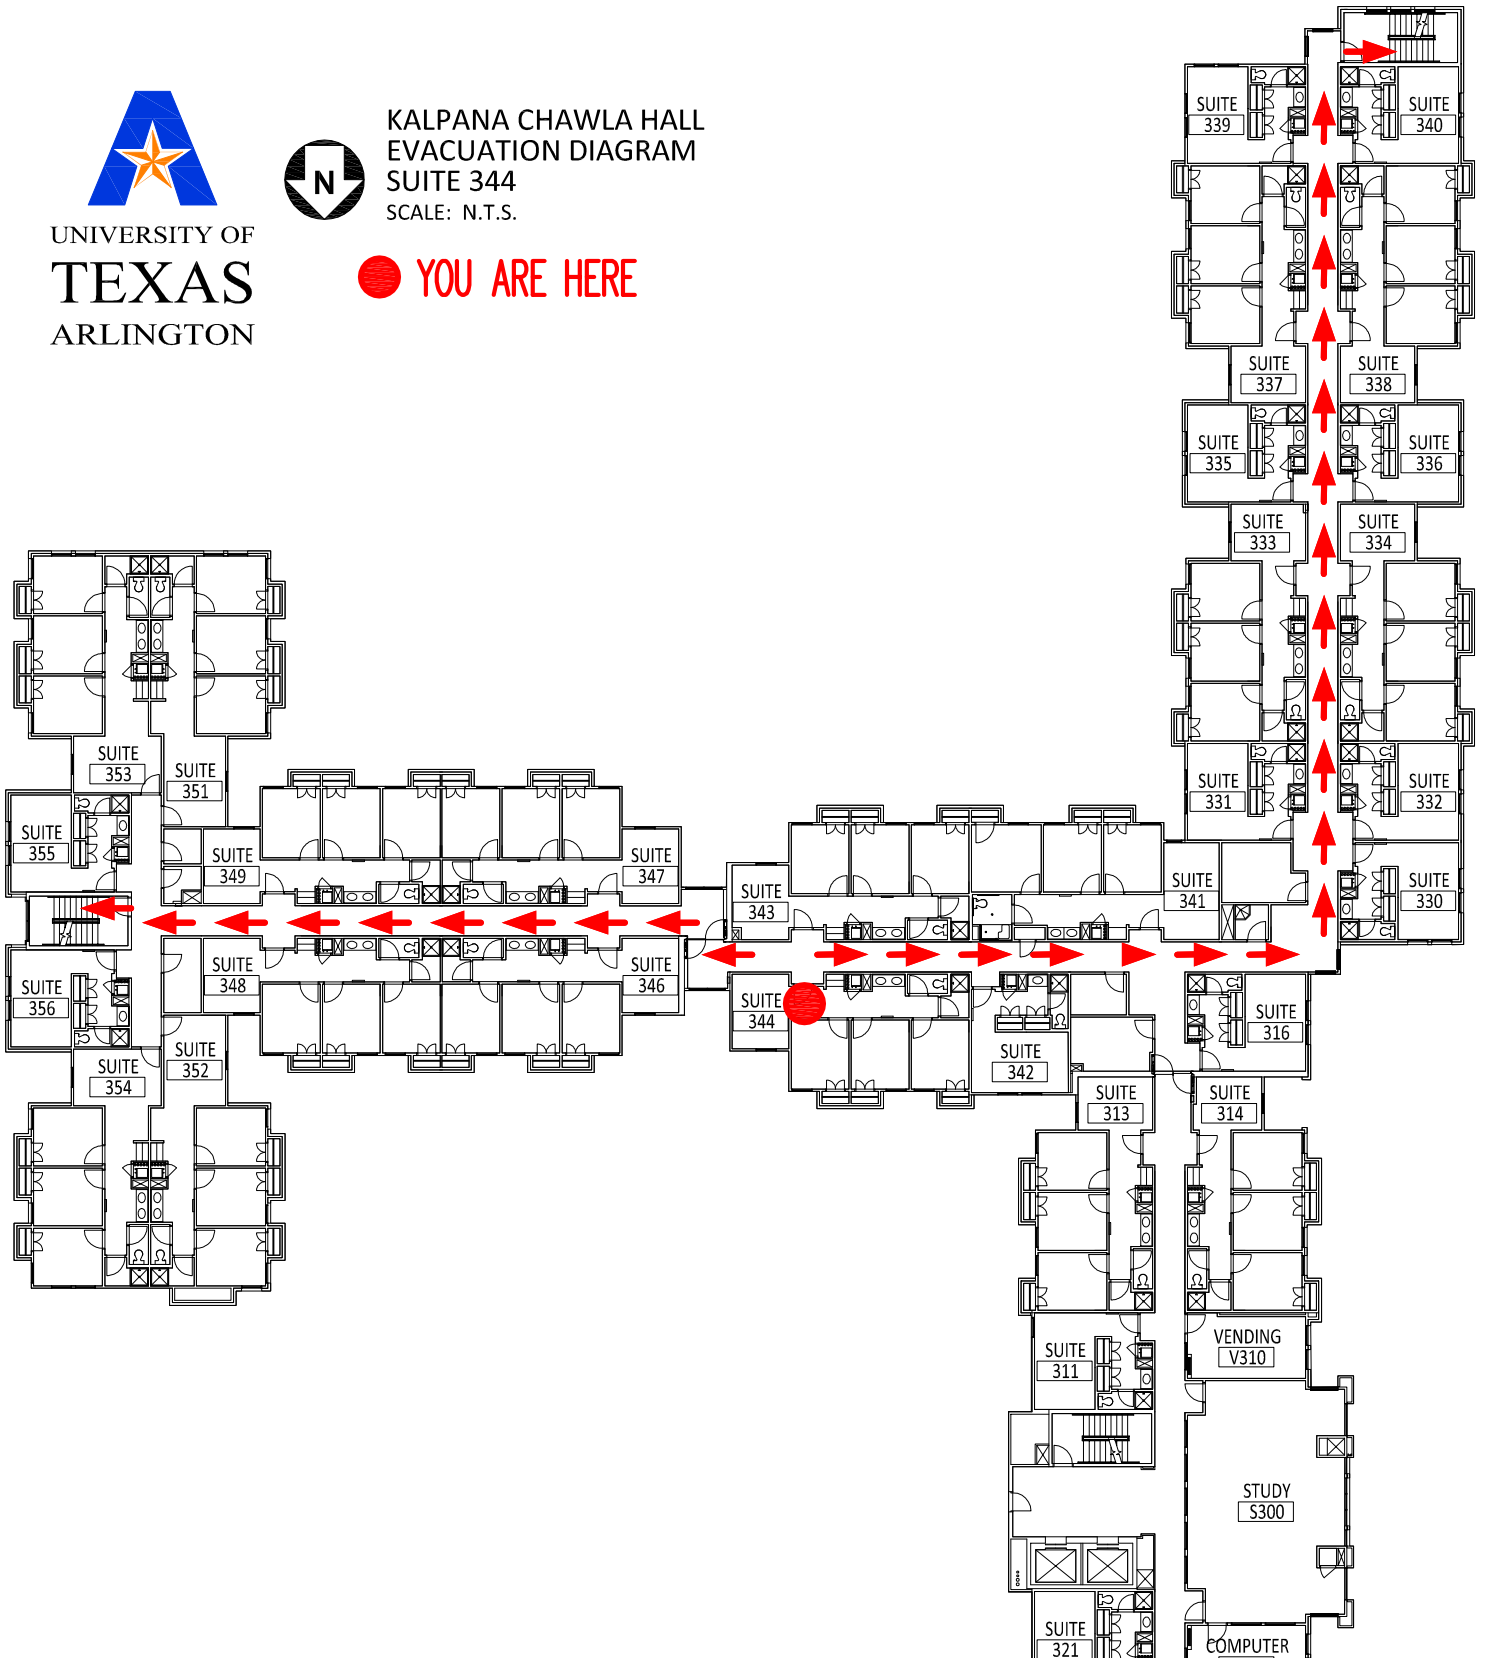 UNIVERSITY OF
TEXAS
ARLINGTON
N
KALPANA CHAWLA HALL
EVACUATION DIAGRAM
SUITE 344
SCALE: N.T.S.
YOU ARE HERE
SUITE
339
SUITE
340
SUITE
337
SUITE
338
SUITE
335
SUITE
336
SUITE
333
SUITE
334
SUITE
331
SUITE
332
SUITE
330
SUITE
353
SUITE
351
SUITE
355
SUITE
349
SUITE
347
SUITE
343
SUITE
341
SUITE
356
SUITE
348
SUITE
346
SUITE
344
SUITE
342
SUITE
316
SUITE
354
SUITE
352
SUITE
313
SUITE
314
SUITE
311
VENDING
V310
STUDY
S300
SUITE
321
COMPUTER